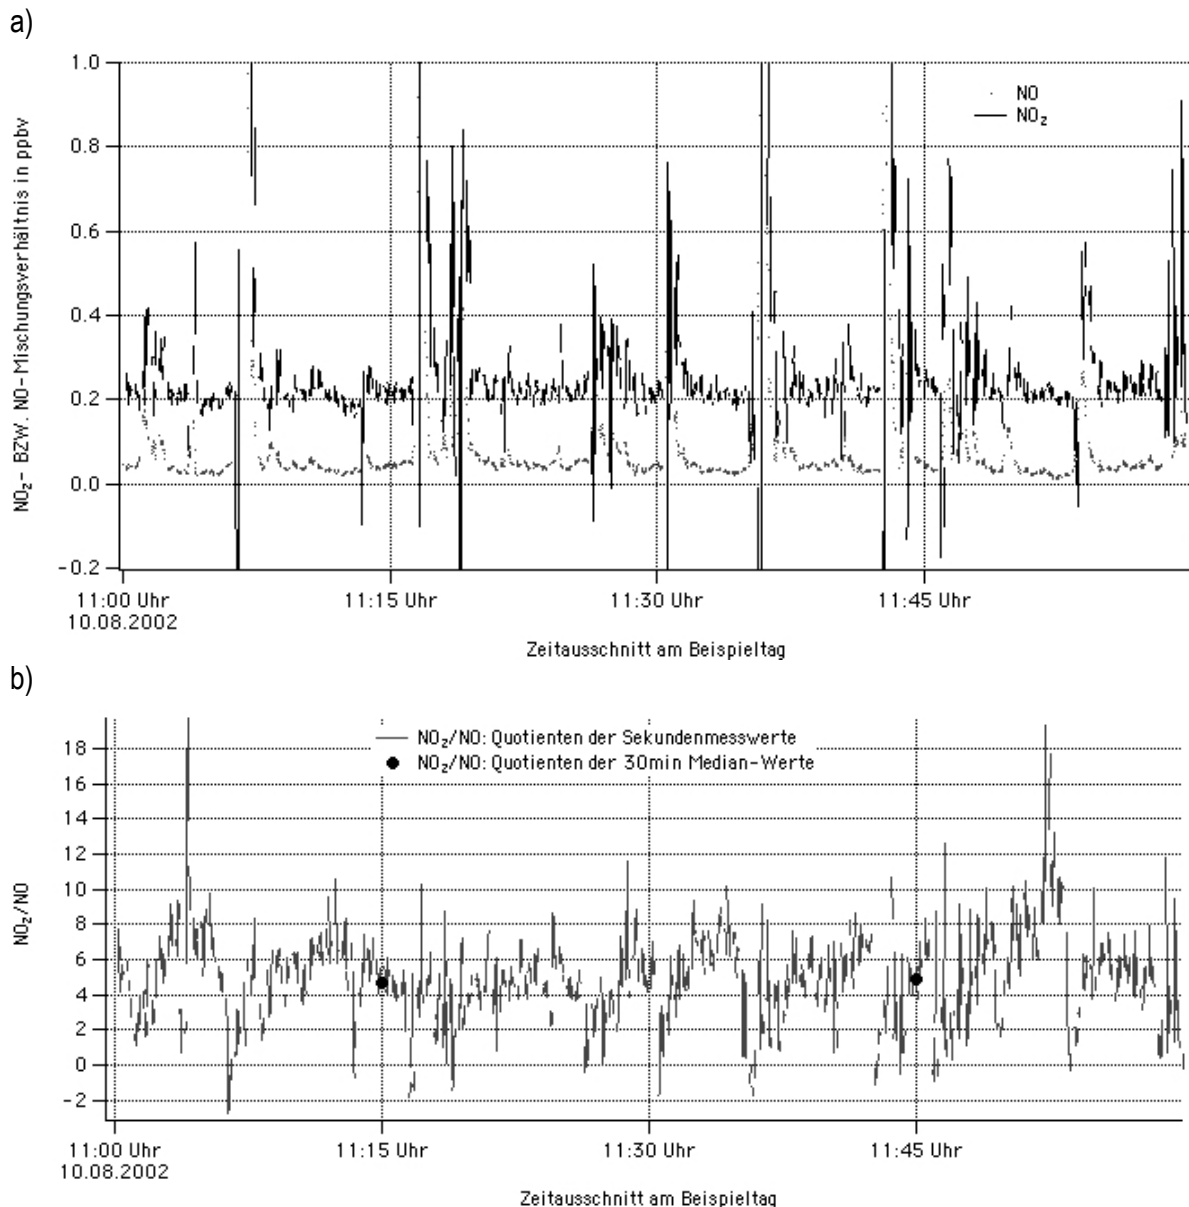 a)
NO₂- BZW. NO-Mischungsverhältnis in ppbv
1.0
0.8
0.6
0.4
0.2
0.0
-0.2
NO
NO₂
11:00 Uhr 11:15 Uhr 11:30 Uhr 11:45 Uhr
10.08.2002
Zeitausschnitt am Beispieltag
b)
NO₂/NO
18
16
14
12
10
8
6
4
2
0
-2
NO₂/NO: Quotienten der Sekundenmesswerte
NO₂/NO: Quotienten der 30min Median-Werte
11:00 Uhr 11:15 Uhr 11:30 Uhr 11:45 Uhr
10.08.2002
Zeitausschnitt am Beispieltag